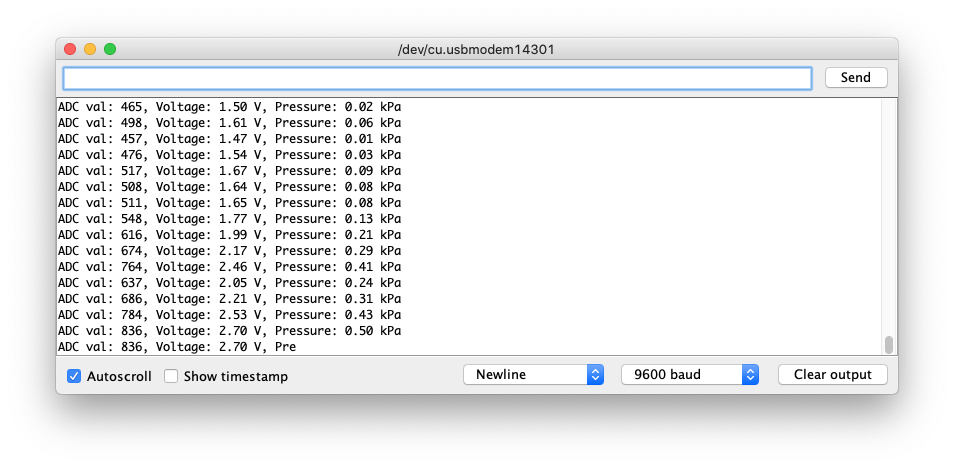 /dev/cu.usbmodem14301
Send
ADC val: 465, Voltage: 1.50 V, Pressure: 0.02 kPa
ADC val: 498, Voltage: 1.61 V, Pressure: 0.06 kPa
ADC val: 457, Voltage: 1.47 V, Pressure: 0.01 kPa
ADC val: 476, Voltage: 1.54 V, Pressure: 0.03 kPa
ADC val: 517, Voltage: 1.67 V, Pressure: 0.09 kPa
ADC val: 508, Voltage: 1.64 V, Pressure: 0.08 kPa
ADC val: 511, Voltage: 1.65 V, Pressure: 0.08 kPa
ADC val: 548, Voltage: 1.77 V, Pressure: 0.13 kPa
ADC val: 616, Voltage: 1.99 V, Pressure: 0.21 kPa
ADC val: 674, Voltage: 2.17 V, Pressure: 0.29 kPa
ADC val: 764, Voltage: 2.46 V, Pressure: 0.41 kPa
ADC val: 637, Voltage: 2.05 V, Pressure: 0.24 kPa
ADC val: 686, Voltage: 2.21 V, Pressure: 0.31 kPa
ADC val: 784, Voltage: 2.53 V, Pressure: 0.43 kPa
ADC val: 836, Voltage: 2.70 V, Pressure: 0.50 kPa
ADC val: 836, Voltage: 2.70 V, Pre
Autoscroll Show timestamp Newline 9600 baud Clear output